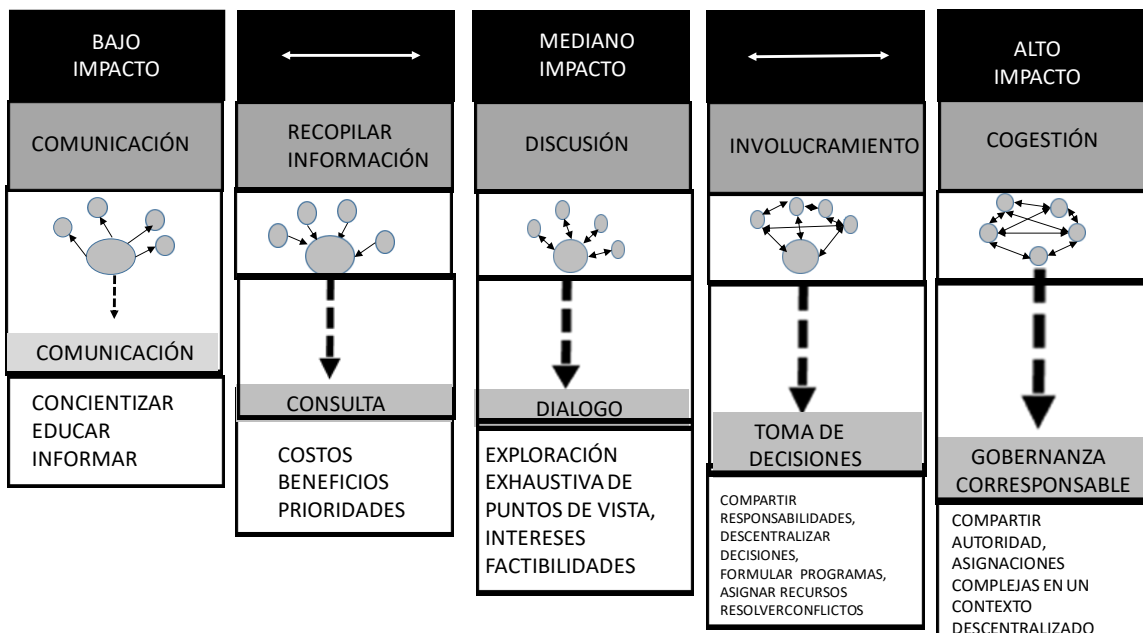 BAJO
IMPACTO
MEDIANO
IMPACTO
ALTO
IMPACTO
COMUNICACIÓN
RECOPILAR
INFORMACIÓN
DISCUSIÓN
INVOLUCRAMIENTO
COGESTIÓN
COMUNICACIÓN
CONCIENTIZAR
EDUCAR
INFORMAR
CONSULTA
COSTOS
BENEFICIOS
PRIORIDADES
DIALOGO
EXPLORACIÓN
EXHAUSTIVA DE
PUNTOS DE VISTA,
INTERESES
FACTIBILIDADES
TOMA DE
DECISIONES
COMPARTIR
RESPONSABILIDADES,
DESCENTRALIZAR
DECISIONES,
FORMULAR PROGRAMAS,
ASIGNAR RECURSOS
RESOLVERCONFLICTOS
GOBERNANZA
CORRESPONSABLE
COMPARTIR
AUTORIDAD,
ASIGNACIONES
COMPLEJAS EN UN
CONTEXTO
DESCENTRALIZADO